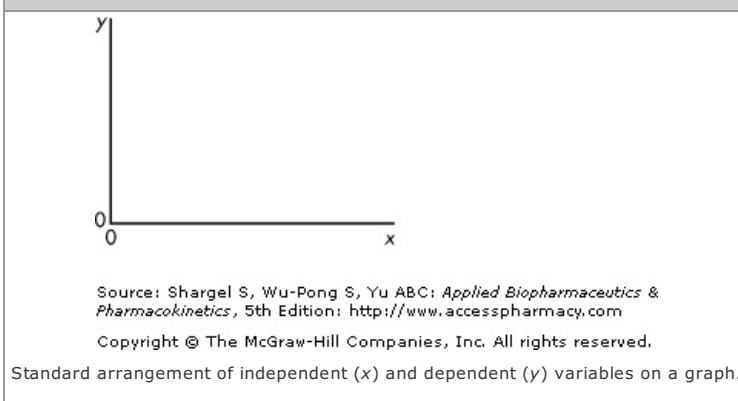 y
0
0 x
Source: Shargel S, Wu-Pong S, Yu ABC: Applied Biopharmaceutics &
Pharmacokinetics, 5th Edition: http://www.accesspharmacy.com
Copyright © The McGraw-Hill Companies, Inc. All rights reserved.
Standard arrangement of independent (x) and dependent (y) variables on a graph.